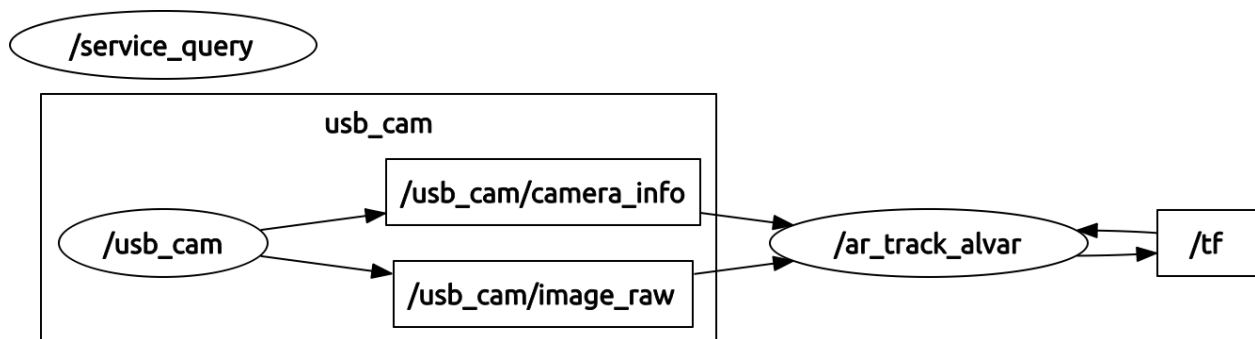 /service_query
usb_cam
/usb_cam/camera_info
/usb_cam
/ar_track_alvar
/tf
/usb_cam/image_raw